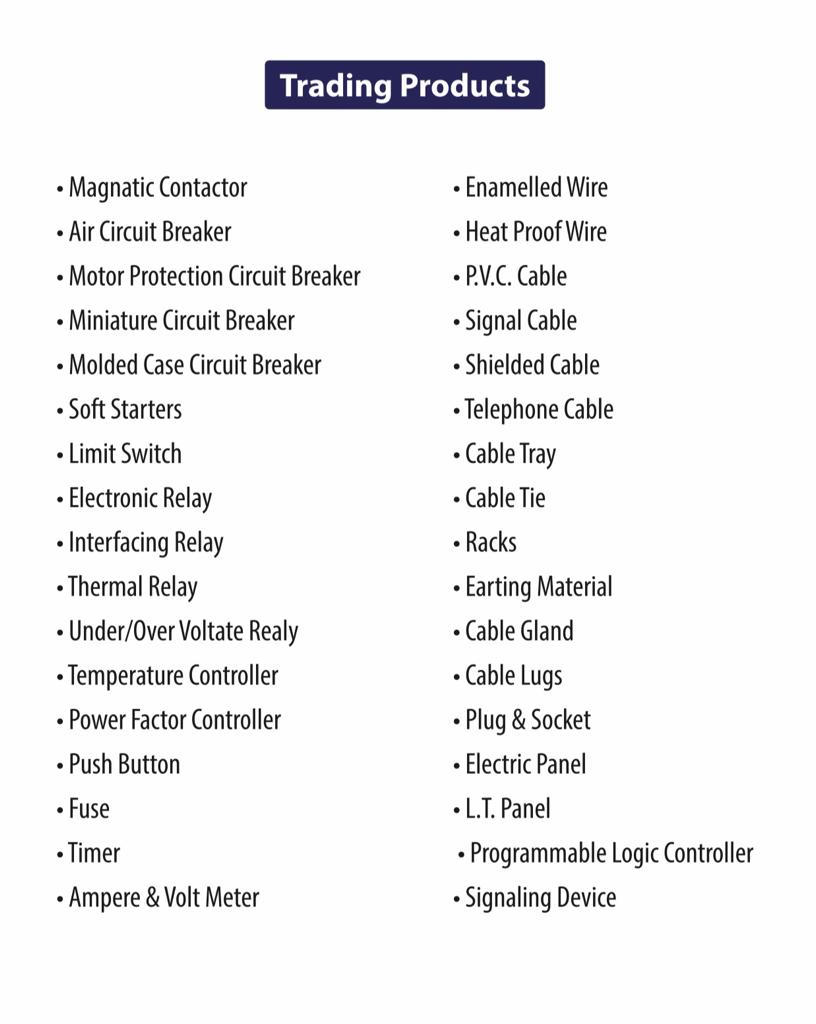 Trading Products
• Magnatic Contactor
• Air Circuit Breaker
• Motor Protection Circuit Breaker
• Miniature Circuit Breaker
• Molded Case Circuit Breaker
• Soft Starters
• Limit Switch
• Electronic Relay
• Interfacing Relay
• Thermal Relay
• Under/Over Voltate Realy
• Temperature Controller
• Power Factor Controller
• Push Button
• Fuse
• Timer
• Ampere & Volt Meter
• Enamelled Wire
• Heat Proof Wire
• P.V.C. Cable
• Signal Cable
• Shielded Cable
• Telephone Cable
• Cable Tray
• Cable Tie
• Racks
• Earting Material
• Cable Gland
• Cable Lugs
• Plug & Socket
• Electric Panel
• L.T. Panel
• Programmable Logic Controller
• Signaling Device